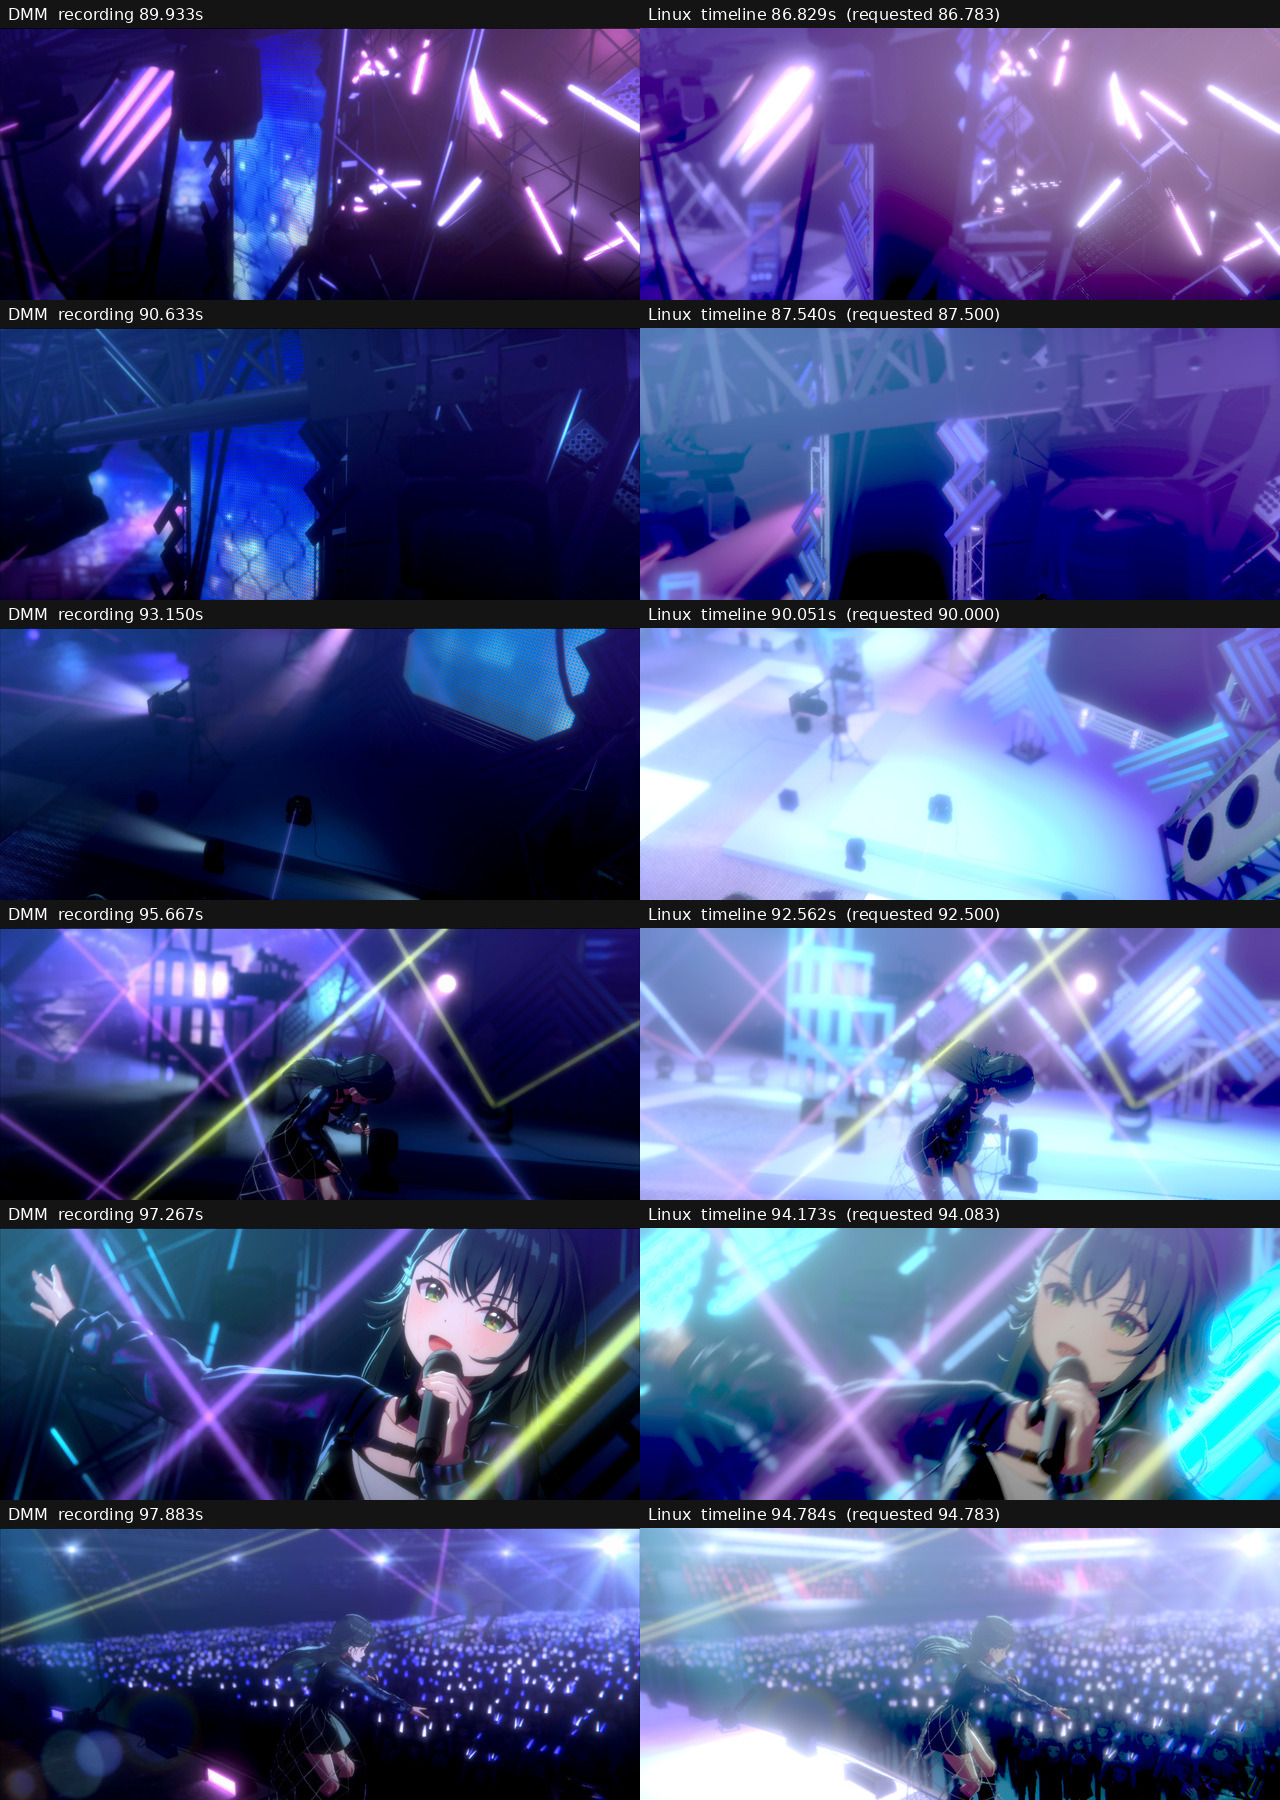 DMM recording 89.933s
Linux timeline 86.829s (requested 86.783)
DMM recording 90.633s
Linux timeline 87.540s (requested 87.500)
DMM recording 93.150s
Linux timeline 90.051s (requested 90.000)
DMM recording 95.667s
Linux timeline 92.562s (requested 92.500)
DMM recording 97.267s
Linux timeline 94.173s (requested 94.083)
DMM recording 97.883s
Linux timeline 94.784s (requested 94.783)